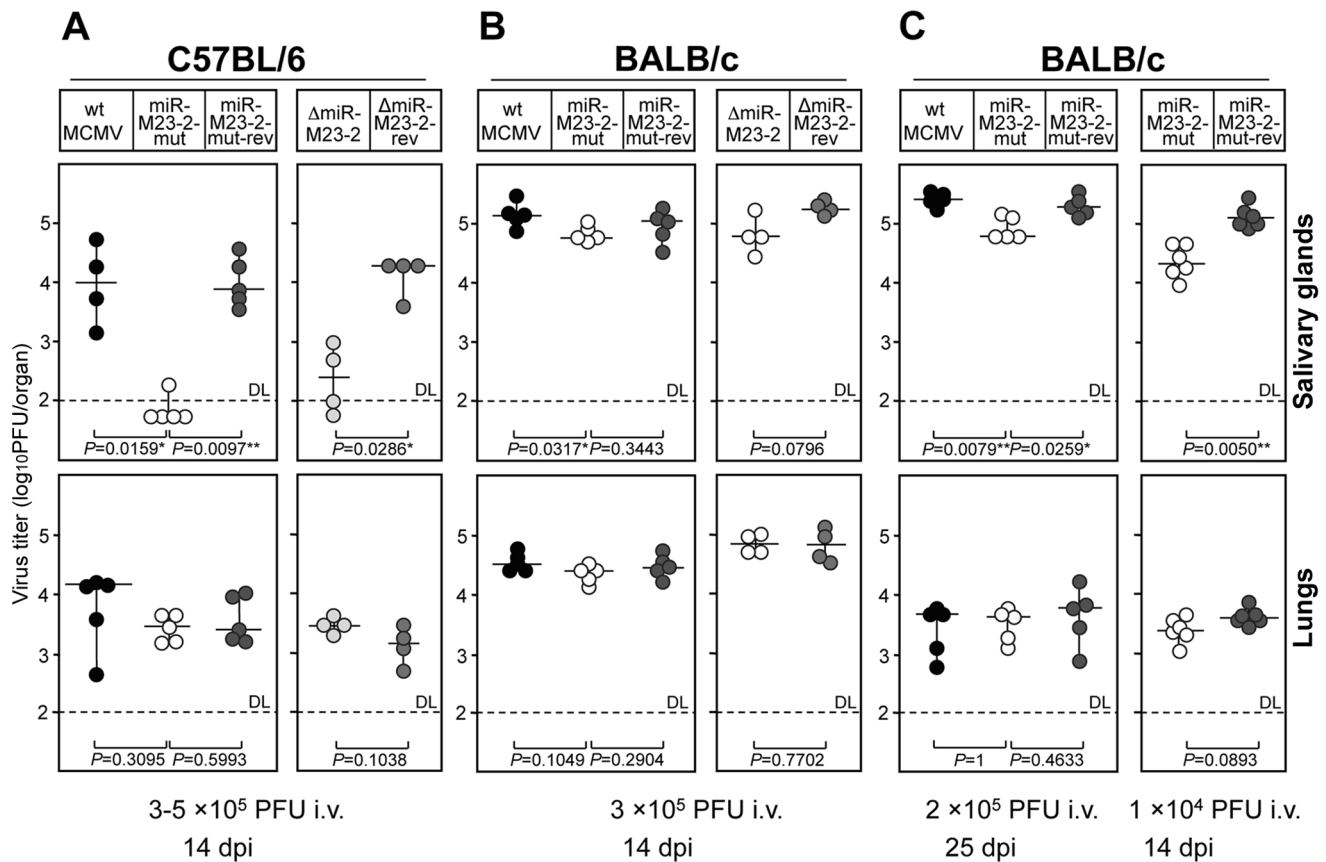 A
B
C
C57BL/6
BALB/c
BALB/c
wt MCMV
miR-M23-2-mut
miR-M23-2-mut-rev
ΔmiR-M23-2
ΔmiR-M23-2-rev
wt MCMV
miR-M23-2-mut
miR-M23-2-mut-rev
ΔmiR-M23-2
ΔmiR-M23-2-rev
wt MCMV
miR-M23-2-mut
miR-M23-2-mut-rev
miR-M23-2-mut
miR-M23-2-mut-rev
Virus titer (log₁₀PFU/organ)
Salivary glands
5
4
3
2
DL
DL
5
4
3
2
DL
DL
5
4
3
2
DL
DL
P=0.0159* P=0.0097**
P=0.0286*
P=0.0317* P=0.3443
P=0.0796
P=0.0079** P=0.0259*
P=0.0050**
Lungs
5
4
3
2
DL
DL
5
4
3
2
DL
DL
5
4
3
2
DL
DL
P=0.3095 P=0.5993
P=0.1038
P=0.1049 P=0.2904
P=0.7702
P=1 P=0.4633
P=0.0893
3-5 ×10⁵ PFU i.v.
14 dpi
3 ×10⁵ PFU i.v.
14 dpi
2 ×10⁵ PFU i.v.
25 dpi
1 ×10⁴ PFU i.v.
14 dpi